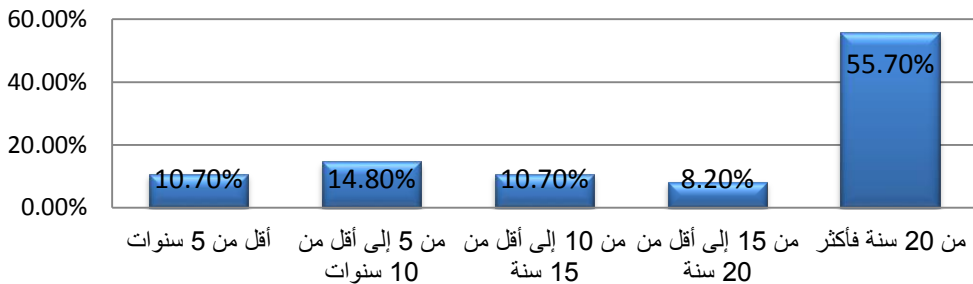 60.00%
40.00%
20.00%
0.00%
10.70%
14.80%
10.70%
8.20%
55.70%
أقل من 5 سنوات
من 5 إلى أقل من
10 سنوات
من 10 إلى أقل من
15 سنة
من 15 إلى أقل من
20 سنة
من 20 سنة فأكثر